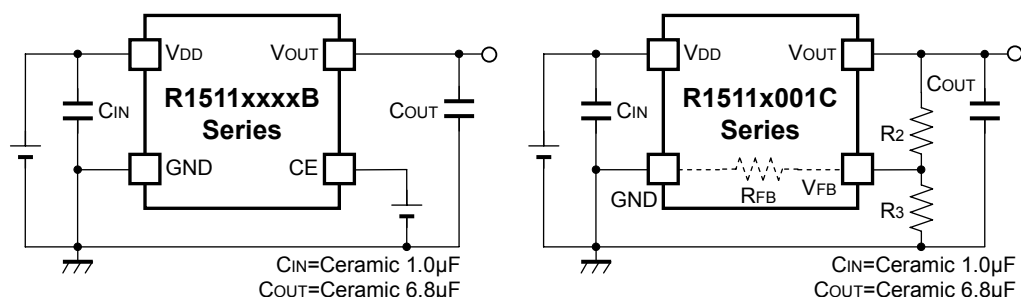 VDD
VOUT
R1511xxxxB
Series
CIN
COUT
GND
CE
CIN=Ceramic 1.0μF
COUT=Ceramic 6.8μF
VDD
VOUT
R1511x001C
Series
CIN
COUT
R2
GND
RFB
VFB
R3
CIN=Ceramic 1.0μF
COUT=Ceramic 6.8μF